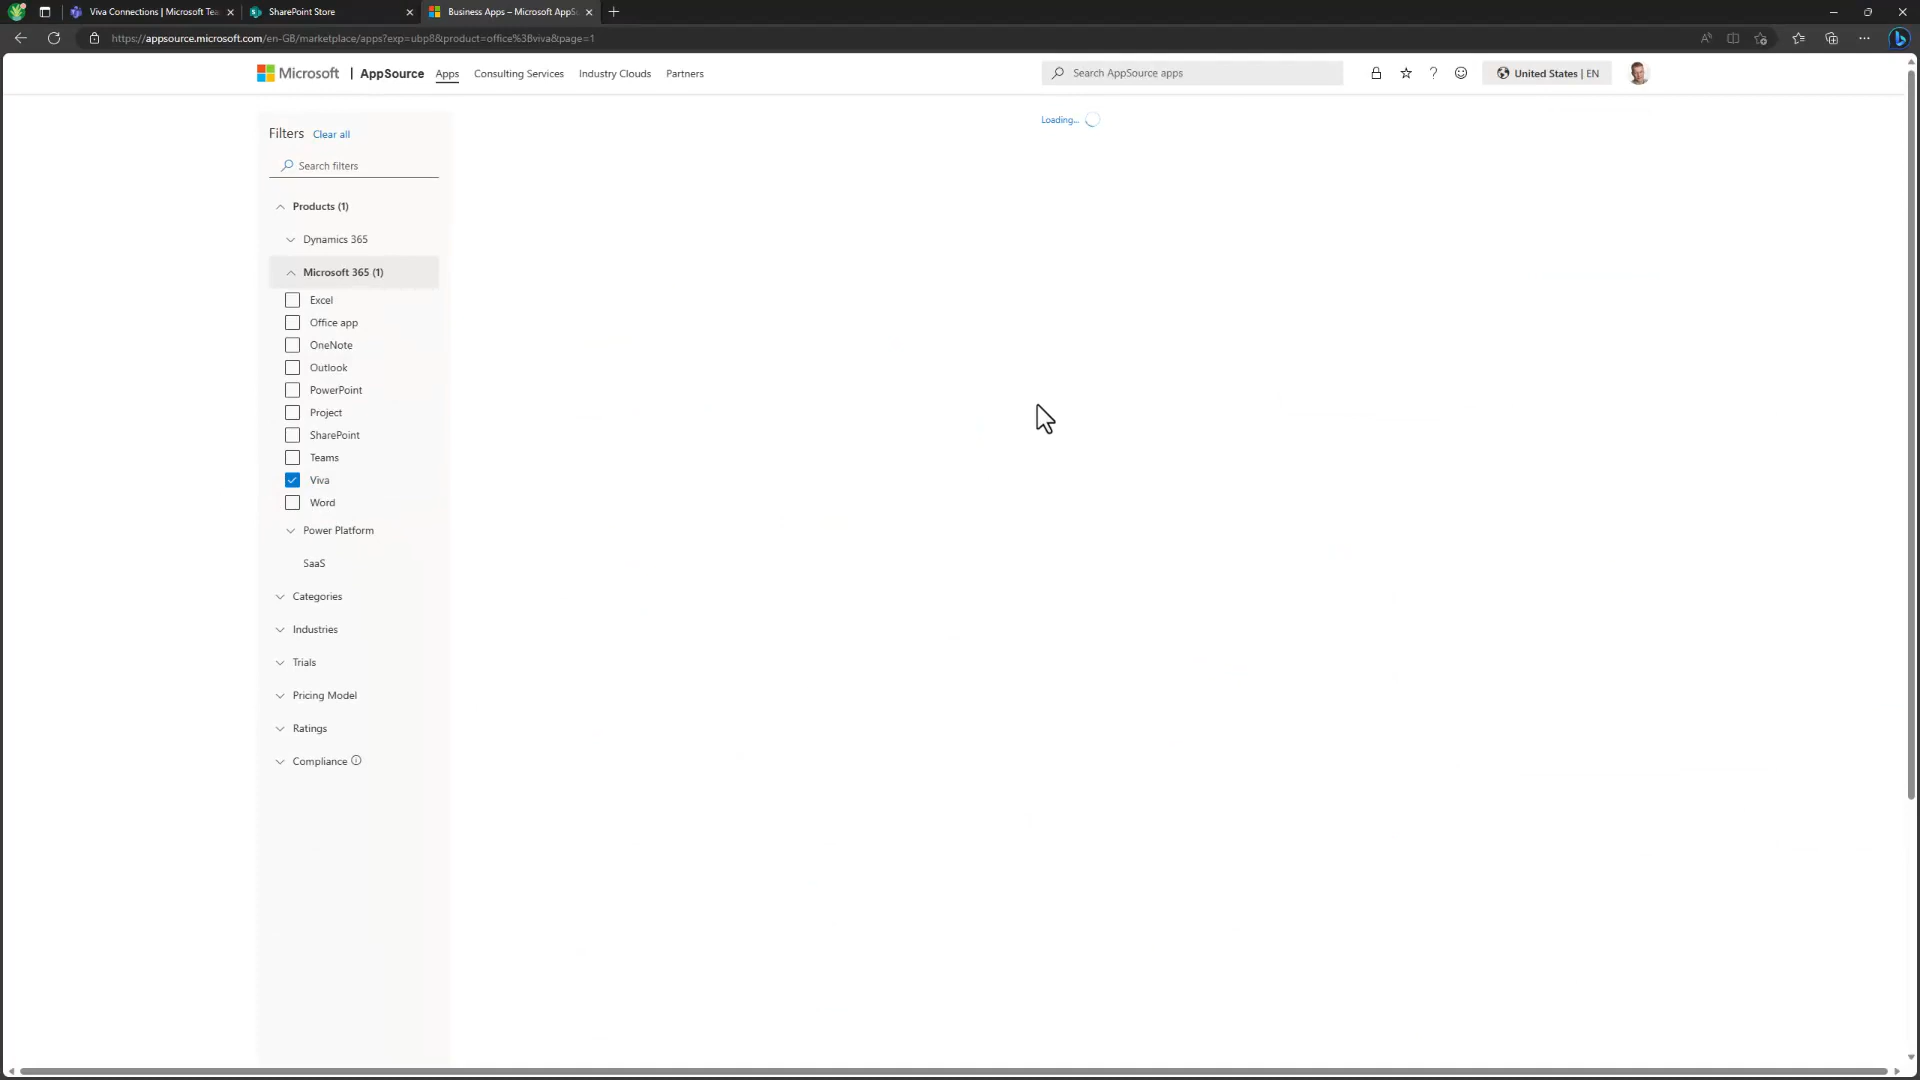 Viva Connections | Microsoft Tea
SharePoint Store
Business Apps – Microsoft AppS
https://appsource.microsoft.com/en-GB/marketplace/apps?exp=ubp8&product=office%3Bviva&page=1
Microsoft | AppSource Apps Consulting Services Industry Clouds Partners
Search AppSource apps
United States | EN
Filters Clear all
Search filters
Products (1)
Dynamics 365
Microsoft 365 (1)
Excel
Office app
OneNote
Outlook
PowerPoint
Project
SharePoint
Teams
Viva
Word
Power Platform
SaaS
Categories
Industries
Trials
Pricing Model
Ratings
Compliance
Loading...